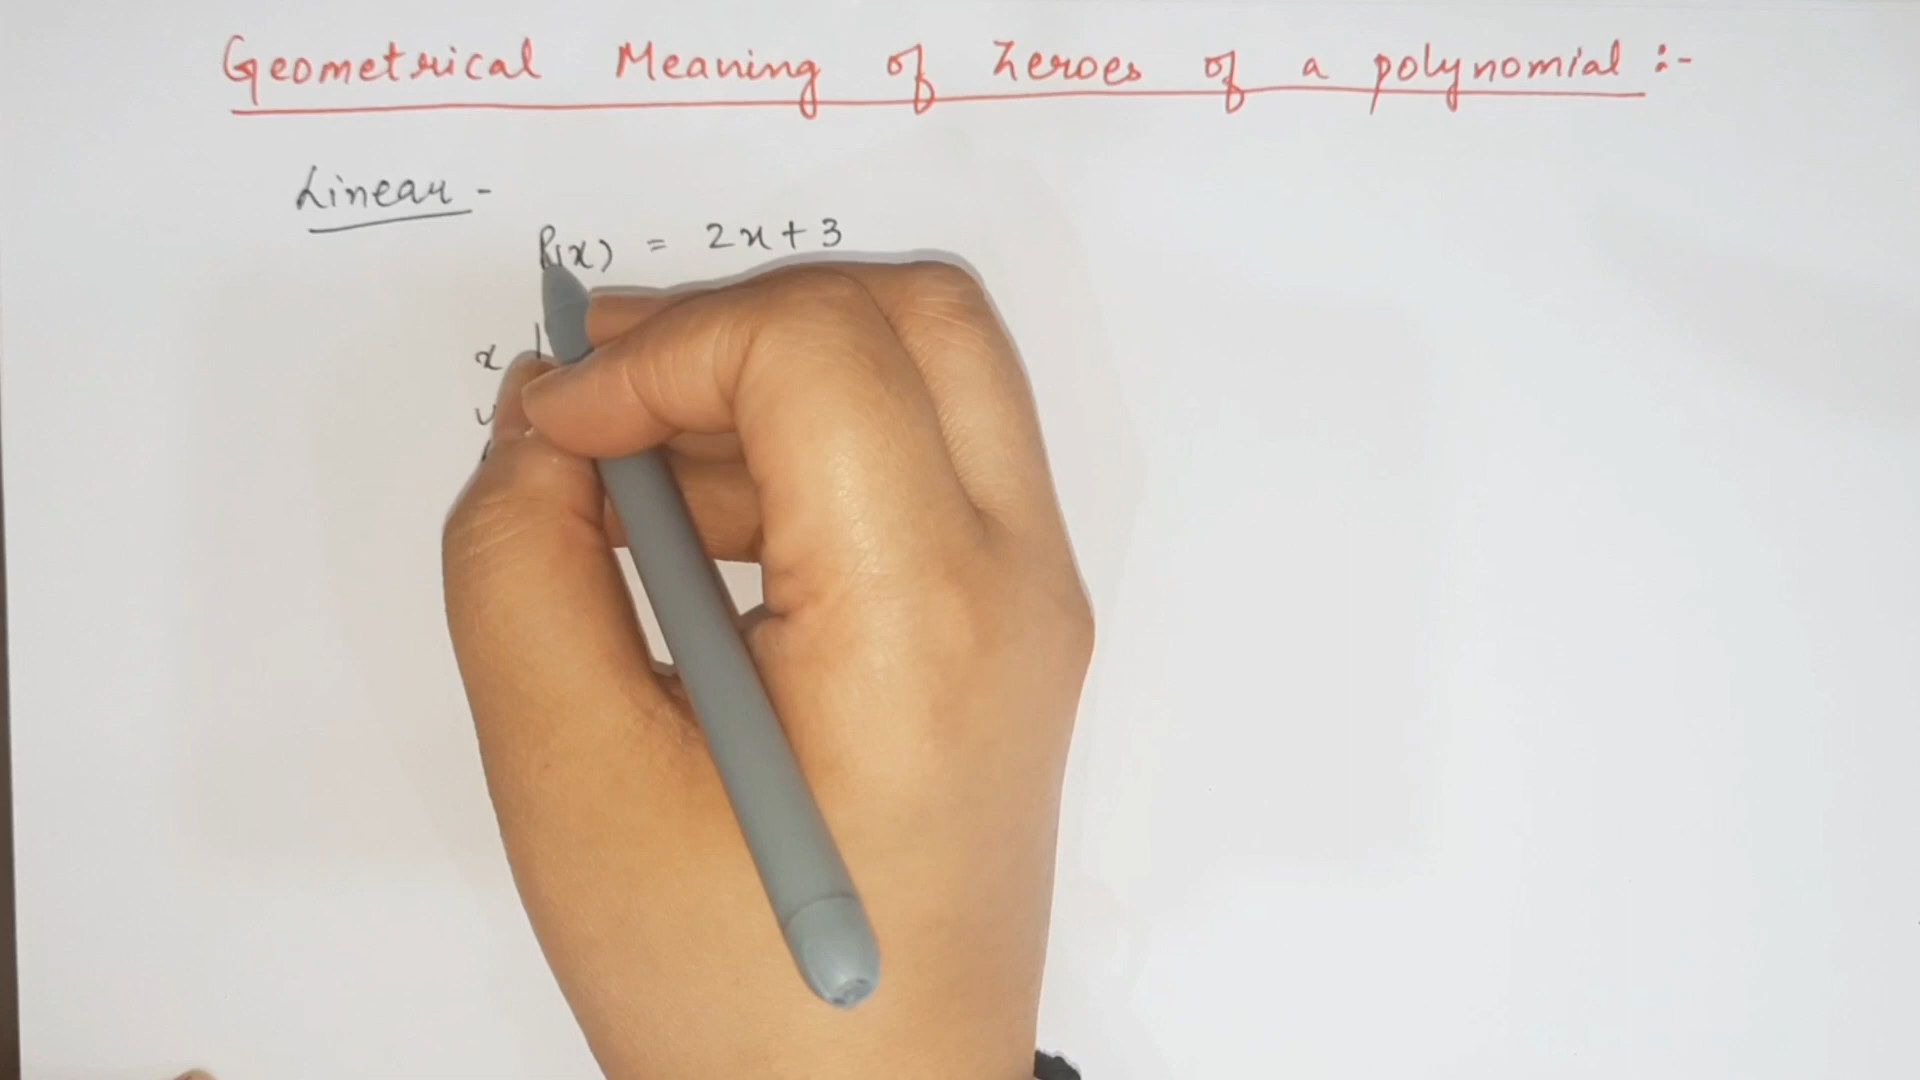 Geometrical Meaning of Zeroes of a polynomial :-
Linear -
P(x) = 2x + 3
x
y